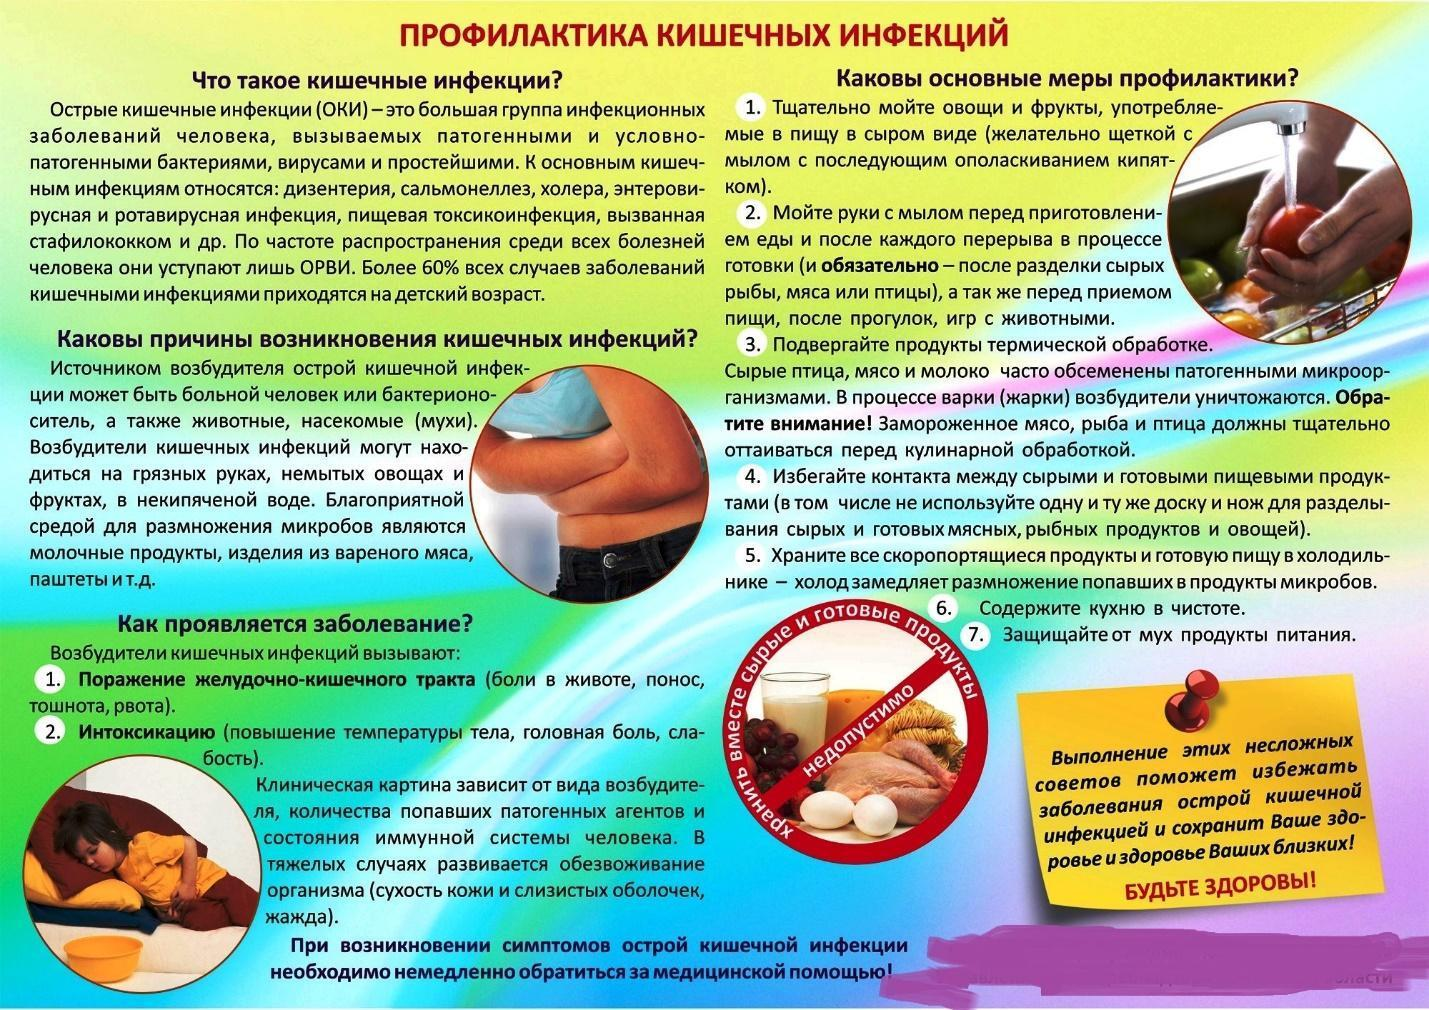 ПРОФИЛАКТИКА КИШЕЧНЫХ ИНФЕКЦИЙ
Что такое кишечные инфекции?
Острые кишечные инфекции (ОКИ) – это большая группа инфекционных
заболеваний человека, вызываемых патогенными и условно-
патогенными бактериями, вирусами и простейшими. К основным кишеч-
ным инфекциям относятся: дизентерия, сальмонеллез, холера, энтерови-
русная и ротавирусная инфекция, пищевая токсикоинфекция, вызванная
стафилококком и др. По частоте распространения среди всех болезней
человека они уступают лишь ОРВИ. Более 60% всех случаев заболеваний
кишечными инфекциями приходятся на детский возраст.
Каковы причины возникновения кишечных инфекций?
Источником возбудителя острой кишечной инфек-
ции может быть больной человек или бактерионо-
ситель, а также животные, насекомые (мухи).
Возбудители кишечных инфекций могут нахо-
диться на грязных руках, немытых овощах и
фруктах, в некипяченой воде. Благоприятной
средой для размножения микробов являются
молочные продукты, изделия из вареного мяса,
паштеты и т.д.
Как проявляется заболевание?
Возбудители кишечных инфекций вызывают:
1. Поражение желудочно-кишечного тракта (боли в животе, понос,
тошнота, рвота).
2. Интоксикацию (повышение температуры тела, головная боль, сла-
бость).
Клиническая картина зависит от вида возбудите-
ля, количества попавших патогенных агентов и
состояния иммунной системы человека. В
тяжелых случаях развивается обезвоживание
организма (сухость кожи и слизистых оболочек,
жажда).
При возникновении симптомов острой кишечной инфекции
необходимо немедленно обратиться за медицинской помощью!
Каковы основные меры профилактики?
1. Тщательно мойте овощи и фрукты, употребляе-
мые в пищу в сыром виде (желательно щеткой с
мылом с последующим ополаскиванием кипят-
ком).
2. Мойте руки с мылом перед приготовлени-
ем еды и после каждого перерыва в процессе
готовки (и обязательно – после разделки сырых
рыбы, мяса или птицы), а так же перед приемом
пищи, после прогулок, игр с животными.
3. Подвергайте продукты термической обработке.
Сырые птица, мясо и молоко часто обсеменены патогенными микроор-
ганизмами. В процессе варки (жарки) возбудители уничтожаются. Обра-
тите внимание! Замороженное мясо, рыба и птица должны тщательно
оттаиваться перед кулинарной обработкой.
4. Избегайте контакта между сырыми и готовыми пищевыми продук-
тами (в том числе не используйте одну и ту же доску и нож для разделы-
вания сырых и готовых мясных, рыбных продуктов и овощей).
5. Храните все скоропортящиеся продукты и готовую пищу в холодиль-
нике – холод замедляет размножение попавших в продукты микробов.
6. Содержите кухню в чистоте.
7. Защищайте от мух продукты питания.
хранить вместе сырые и готовые продукты
недопустимо
Выполнение этих несложных
советов поможет избежать
заболевания острой кишечной
инфекцией и сохранит Ваше здо-
ровье и здоровье Ваших близких!
БУДЬТЕ ЗДОРОВЫ!